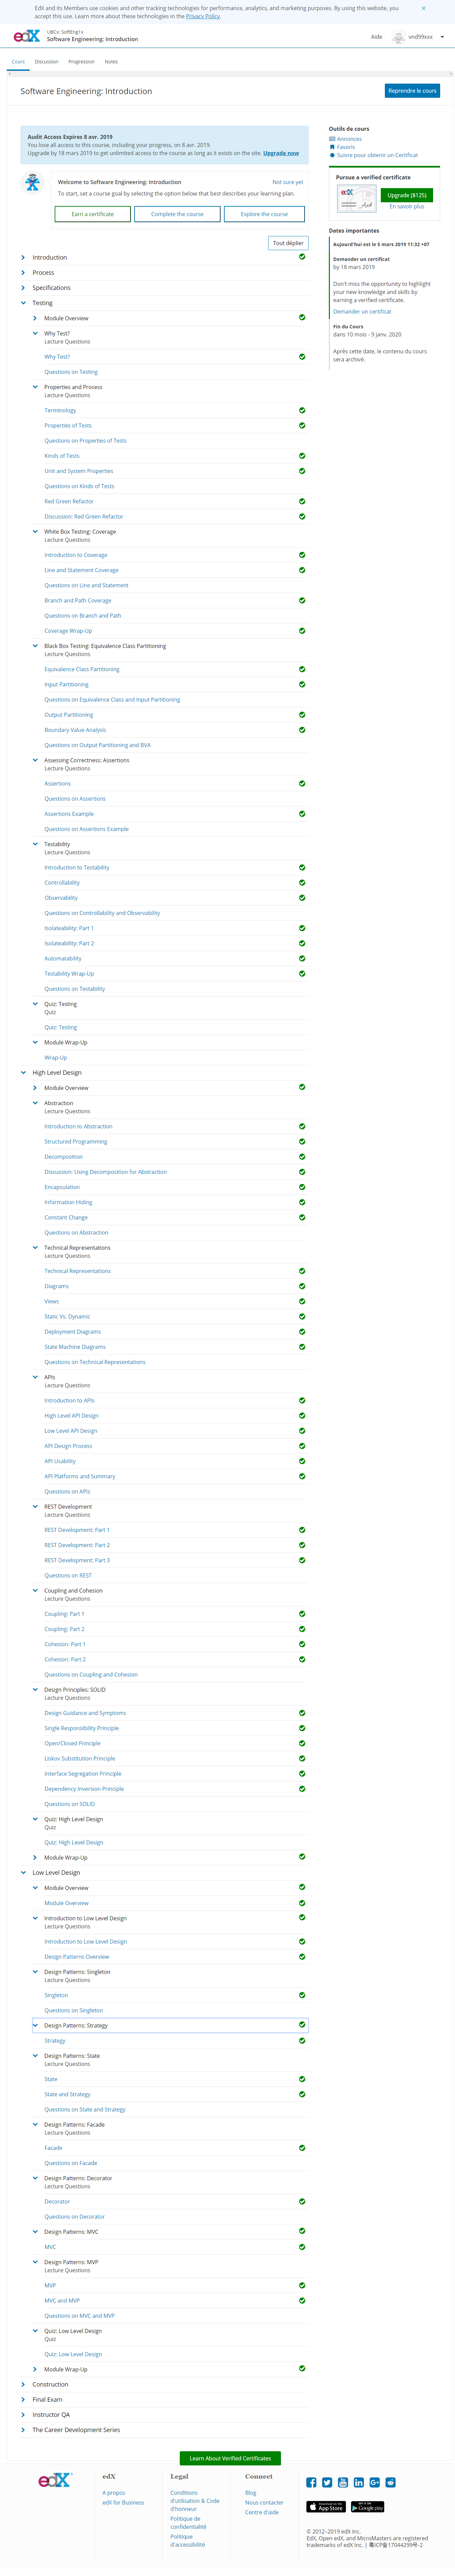 EdX and its Members use cookies and other tracking technologies for performance, analytics, and marketing purposes. By using this website, you
accept this use. Learn more about these technologies in the Privacy Policy.
×
edX
UBCx: SoftEng1x
Software Engineering: Introduction
Aide
vnd99xxx
Cours
Discussion
Progression
Notes
Software Engineering: Introduction
Reprendre le cours
Audit Access Expires 8 avr. 2019
You lose all access to this course, including your progress, on 8 avr. 2019.
Upgrade by 18 mars 2019 to get unlimited access to the course as long as it exists on the site. Upgrade now
Welcome to Software Engineering: Introduction
Not sure yet
To start, set a course goal by selecting the option below that best describes your learning plan.
Earn a certificate
Complete the course
Explore the course
Tout déplier
Introduction
Process
Specifications
Testing
Module Overview
Why Test?
Lecture Questions
Why Test?
Questions on Testing
Properties and Process
Lecture Questions
Terminology
Properties of Tests
Questions on Properties of Tests
Kinds of Tests
Unit and System Properties
Questions on Kinds of Tests
Red Green Refactor
Discussion: Red Green Refactor
White Box Testing: Coverage
Lecture Questions
Introduction to Coverage
Line and Statement Coverage
Questions on Line and Statement
Branch and Path Coverage
Questions on Branch and Path
Coverage Wrap-Up
Black Box Testing: Equivalence Class Partitioning
Lecture Questions
Equivalence Class Partitioning
Input Partitioning
Questions on Equivalence Class and Input Partitioning
Output Partitioning
Boundary Value Analysis
Questions on Output Partitioning and BVA
Assessing Correctness: Assertions
Lecture Questions
Assertions
Questions on Assertions
Assertions Example
Questions on Assertions Example
Testability
Lecture Questions
Introduction to Testability
Controllability
Observability
Questions on Controllability and Observability
Isolateability: Part 1
Isolateability: Part 2
Automatability
Testability Wrap-Up
Questions on Testability
Quiz: Testing
Quiz
Quiz: Testing
Module Wrap-Up
Wrap-Up
High Level Design
Module Overview
Abstraction
Lecture Questions
Introduction to Abstraction
Structured Programming
Decomposition
Discussion: Using Decomposition for Abstraction
Encapsulation
Information Hiding
Constant Change
Questions on Abstraction
Technical Representations
Lecture Questions
Technical Representations
Diagrams
Views
Static Vs. Dynamic
Deployment Diagrams
State Machine Diagrams
Questions on Technical Representations
APIs
Lecture Questions
Introduction to APIs
High Level API Design
Low Level API Design
API Design Process
API Usability
API Platforms and Summary
Questions on APIs
REST Development
Lecture Questions
REST Development: Part 1
REST Development: Part 2
REST Development: Part 3
Questions on REST
Coupling and Cohesion
Lecture Questions
Coupling: Part 1
Coupling: Part 2
Cohesion: Part 1
Cohesion: Part 2
Questions on Coupling and Cohesion
Design Principles: SOLID
Lecture Questions
Design Guidance and Symptoms
Single Responsibility Principle
Open/Closed Principle
Liskov Substitution Principle
Interface Segregation Principle
Dependency Inversion Principle
Questions on SOLID
Quiz: High Level Design
Quiz
Quiz: High Level Design
Module Wrap-Up
Low Level Design
Module Overview
Module Overview
Introduction to Low Level Design
Lecture Questions
Introduction to Low Level Design
Design Patterns Overview
Design Patterns: Singleton
Lecture Questions
Singleton
Questions on Singleton
Design Patterns: Strategy
Strategy
Design Patterns: State
Lecture Questions
State
State and Strategy
Questions on State and Strategy
Design Patterns: Facade
Lecture Questions
Facade
Questions on Facade
Design Patterns: Decorator
Lecture Questions
Decorator
Questions on Decorator
Design Patterns: MVC
MVC
Design Patterns: MVP
Lecture Questions
MVP
MVC and MVP
Questions on MVC and MVP
Quiz: Low Level Design
Quiz
Quiz: Low Level Design
Module Wrap-Up
Construction
Final Exam
Instructor QA
The Career Development Series
Outils de cours
Annonces
Favoris
Suivre pour obtenir un Certificat
Pursue a verified certificate
edX
Upgrade ($125)
En savoir plus
Dates importantes
Aujourd'hui est le 5 mars 2019 11:32 +07
Demander un certificat
by 18 mars 2019
Don't miss the opportunity to highlight
your new knowledge and skills by
earning a verified certificate.
Demander un certificat
Fin du Cours
dans 10 mois - 9 janv. 2020
Après cette date, le contenu du cours
sera archivé.
Learn About Verified Certificates
edX
edX
A propos
edX for Business
Legal
Conditions
d'utilisation & Code
d'honneur
Politique de
confidentialité
Politique
d'accessibilité
Connect
Blog
Nous contacter
Centre d'aide
App Store
Google play
© 2012–2019 edX Inc.
EdX, Open edX, and MicroMasters are registered
trademarks of edX Inc. | 粤ICP备17044299号-2